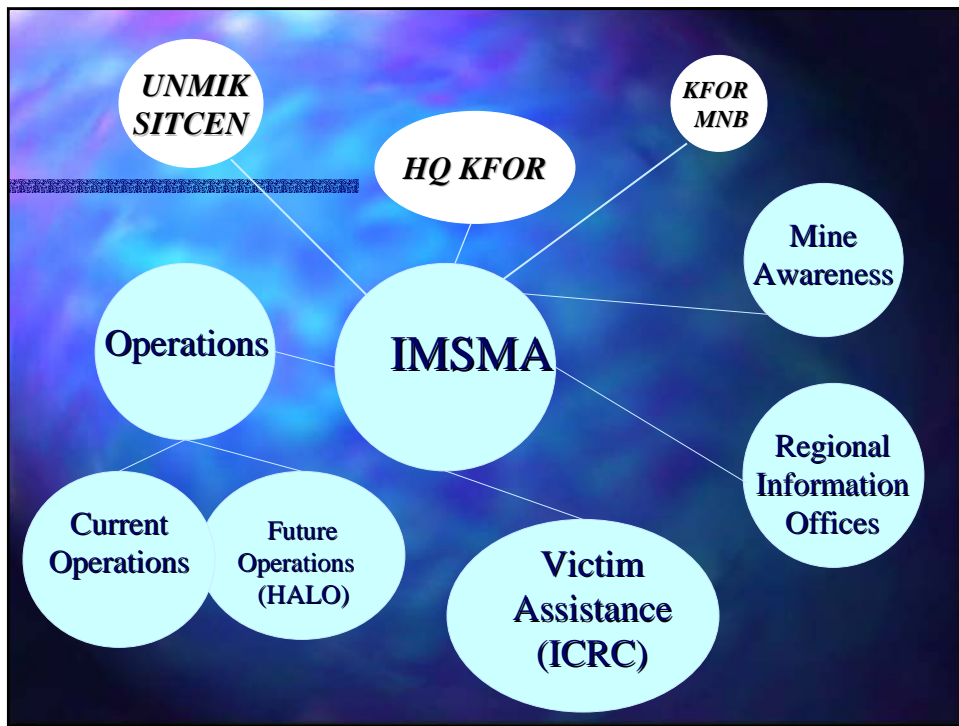 UNMIK
SITCEN
HQ KFOR
KFOR
MNB
Mine
Awareness
Operations
IMSMA
Regional
Information
Offices
Current
Operations
Future
Operations
(HALO)
Victim
Assistance
(ICRC)